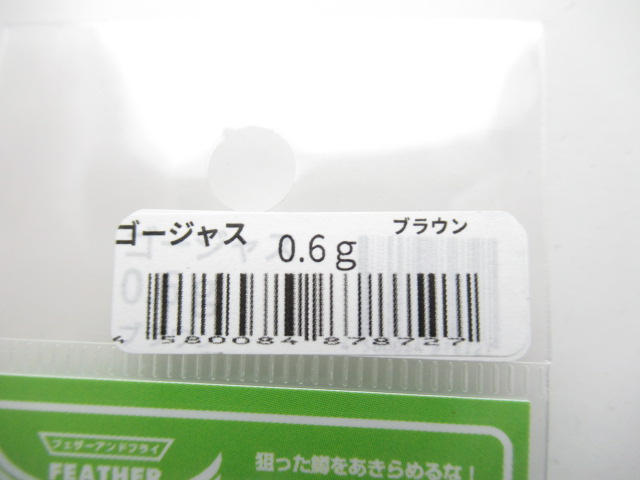 ゴージャス
ブラウン
0.6g
4 580084 878727
フェザーアンドフライ
FEATHER
狙った鱒をあきらめるな!